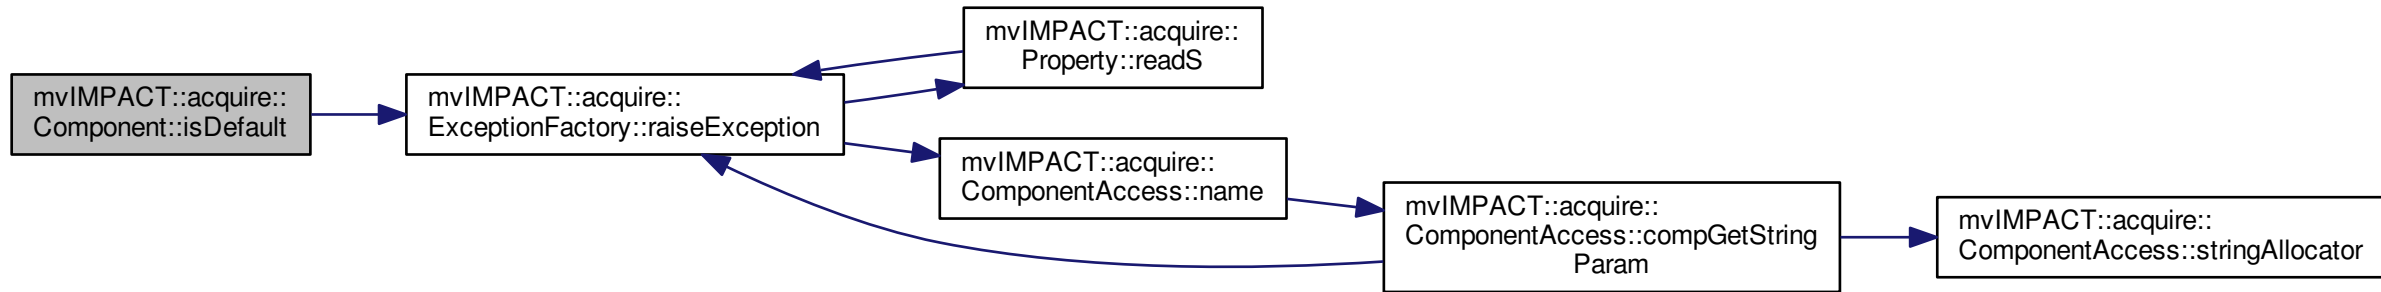 mvIMPACT::acquire::
Component::isDefault
mvIMPACT::acquire::
ExceptionFactory::raiseException
mvIMPACT::acquire::
Property::readS
mvIMPACT::acquire::
ComponentAccess::name
mvIMPACT::acquire::
ComponentAccess::compGetString
Param
mvIMPACT::acquire::
ComponentAccess::stringAllocator